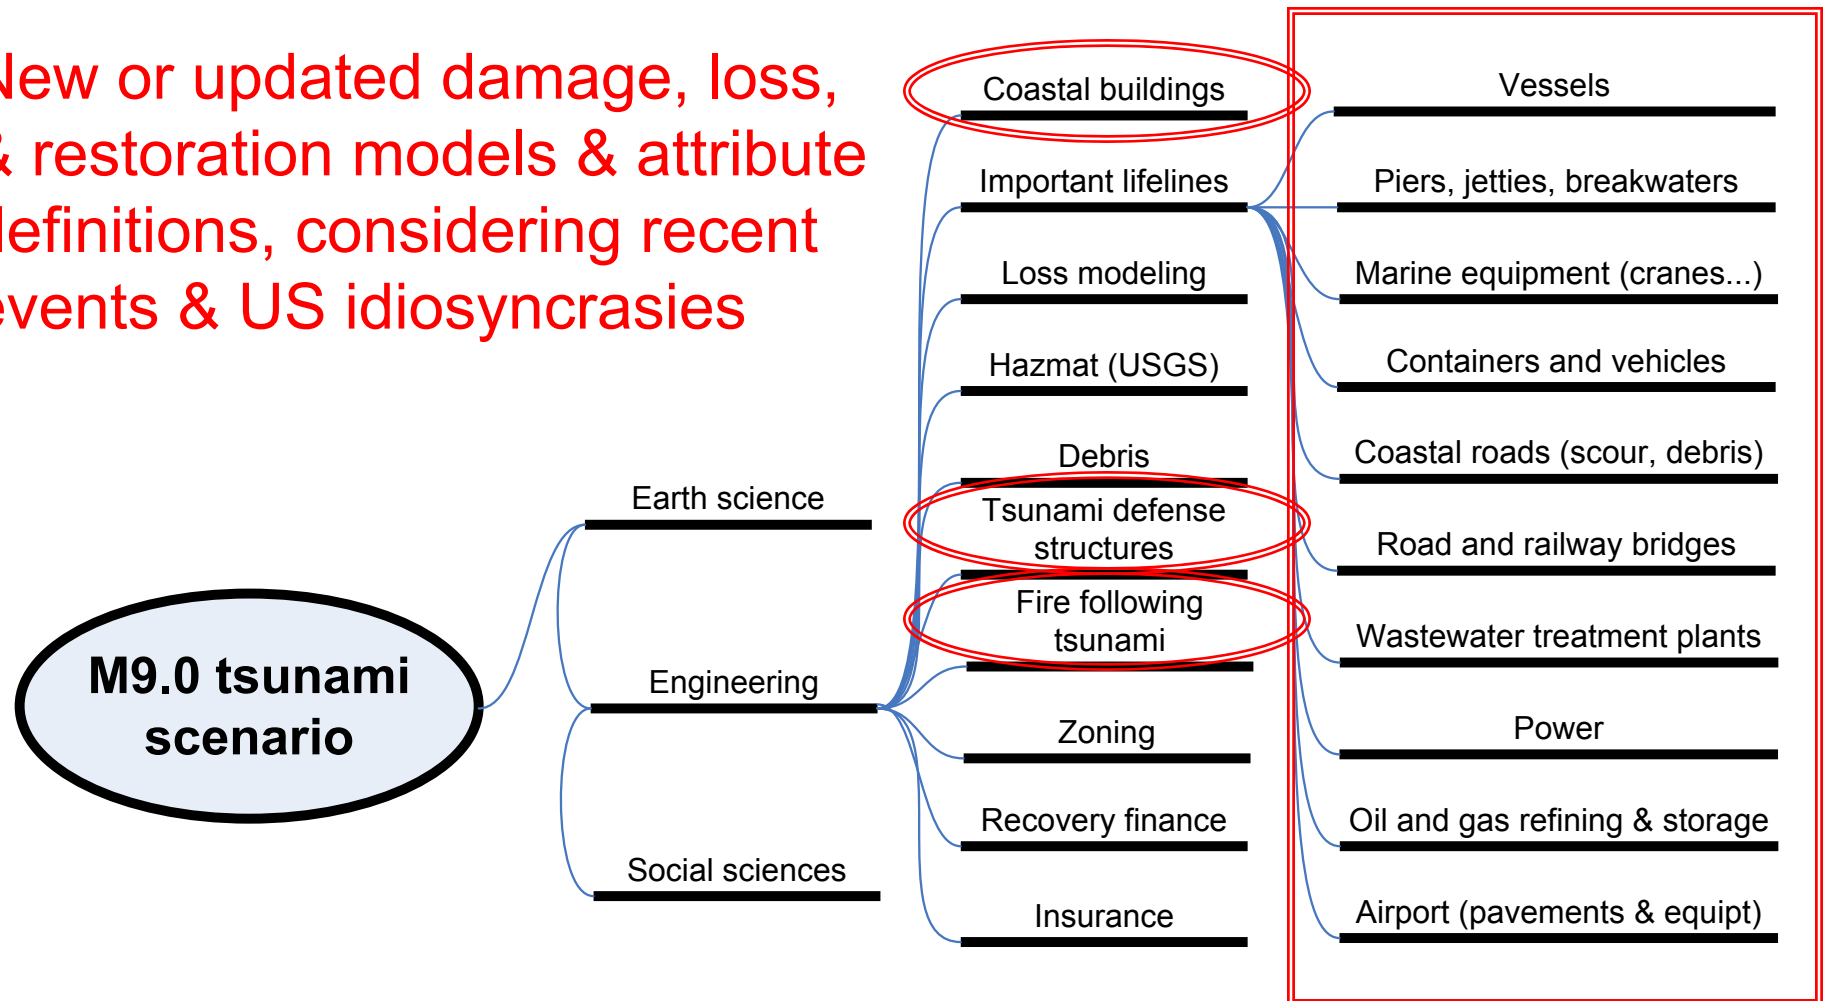 New or updated damage, loss,
& restoration models & attribute
definitions, considering recent
events & US idiosyncrasies
M9.0 tsunami
scenario
Earth science
Engineering
Social sciences
Coastal buildings
Important lifelines
Loss modeling
Hazmat (USGS)
Debris
Tsunami defense
structures
Fire following
tsunami
Zoning
Recovery finance
Insurance
Vessels
Piers, jetties, breakwaters
Marine equipment (cranes...)
Containers and vehicles
Coastal roads (scour, debris)
Road and railway bridges
Wastewater treatment plants
Power
Oil and gas refining & storage
Airport (pavements & equipt)